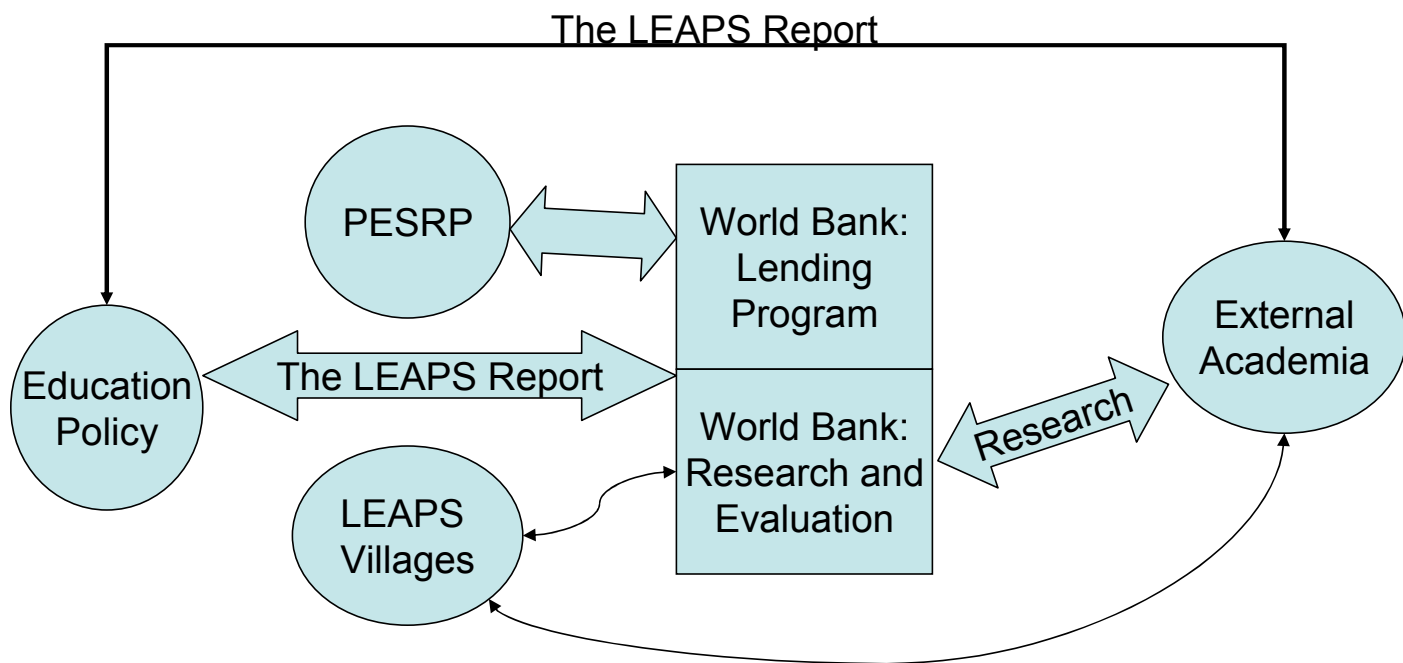 The LEAPS Report
PESRP
World Bank:
Lending
Program
External
Academia
Education
Policy
The LEAPS Report
World Bank:
Research and
Evaluation
Research
LEAPS
Villages